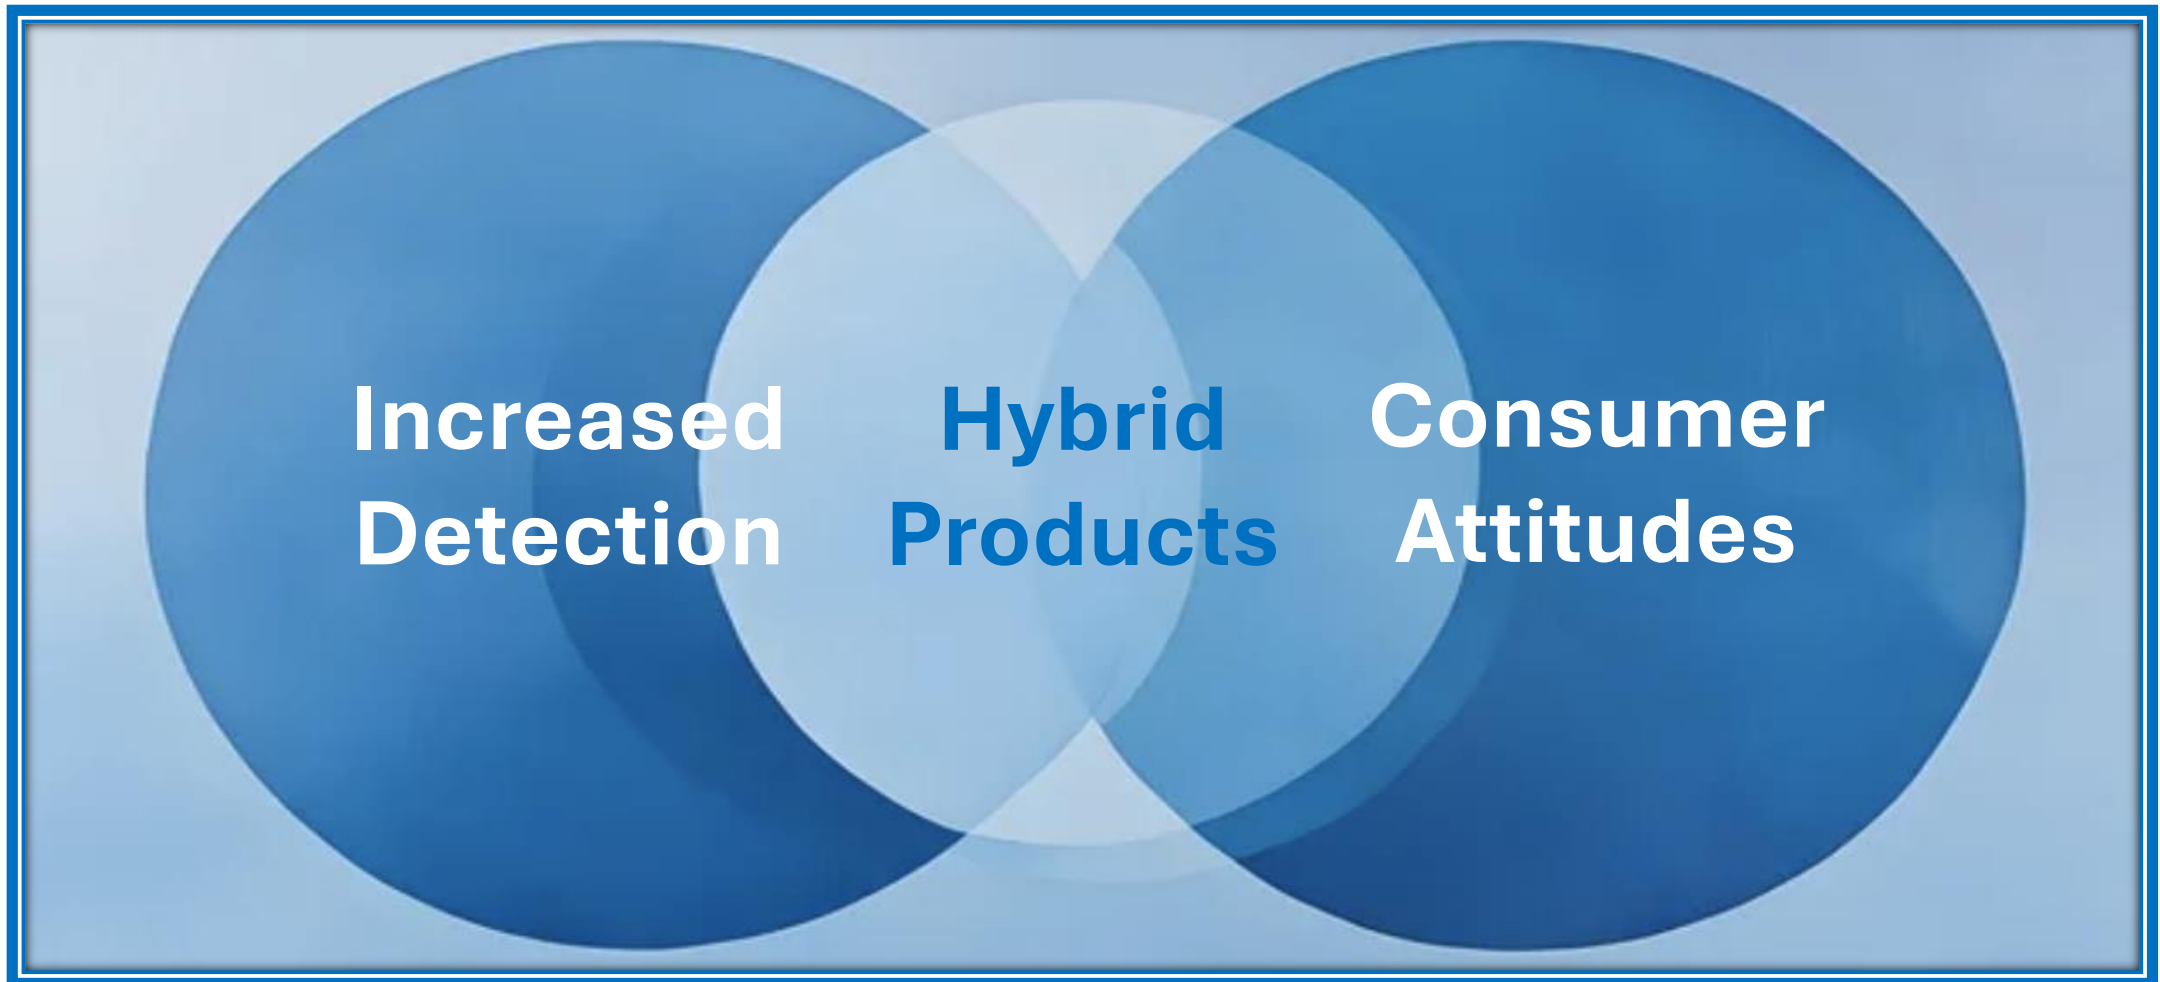 Increased
Detection
Hybrid
Products
Consumer
Attitudes